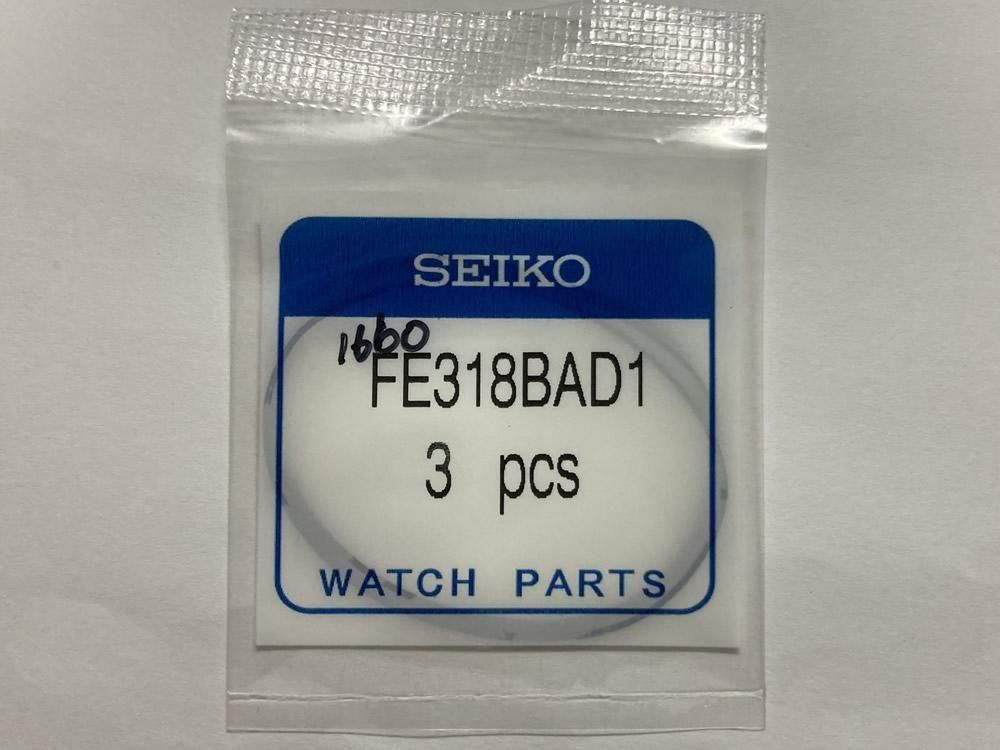 SEIKO
1660
FE318BAD1
3 pcs
WATCH PARTS